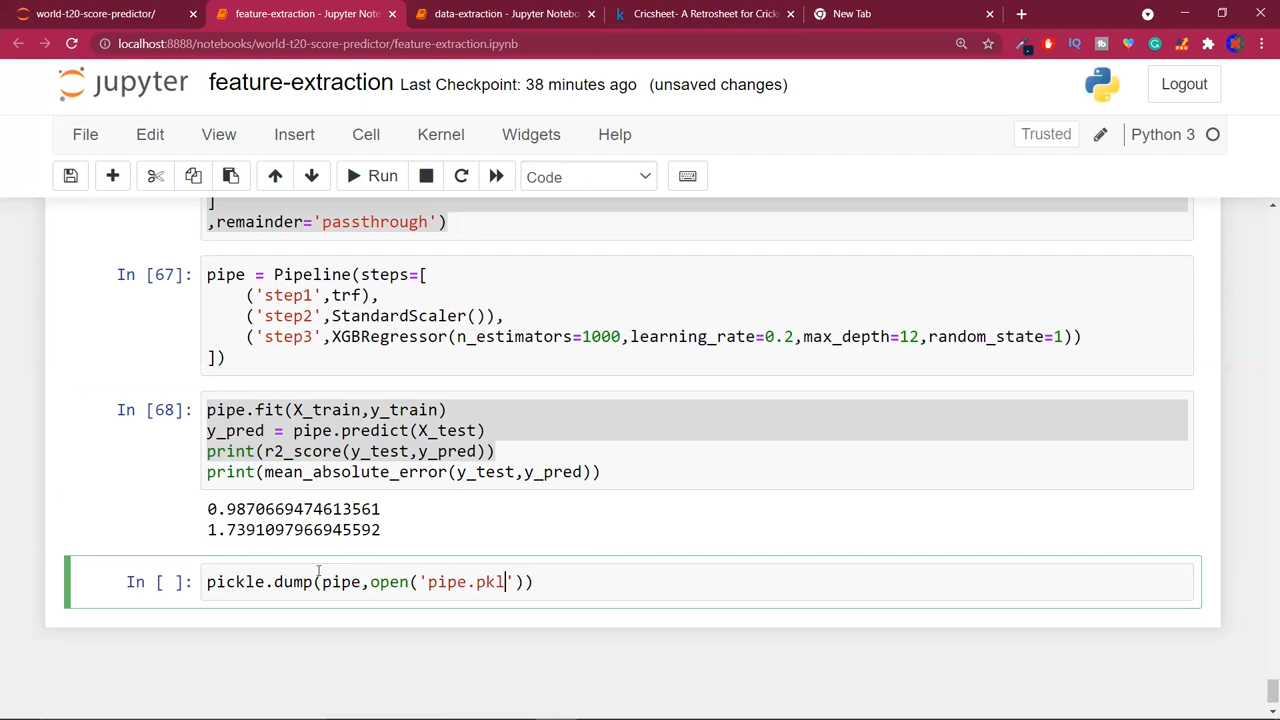 world-t20-score-predictor/
feature-extraction - Jupyter Note
data-extraction - Jupyter Notebo
Cricsheet- A Retrosheet for Crick
New Tab
localhost:8888/notebooks/world-t20-score-predictor/feature-extraction.ipynb
jupyter feature-extraction Last Checkpoint: 38 minutes ago (unsaved changes)
Logout
File Edit View Insert Cell Kernel Widgets Help
Trusted
Python 3
Run
Code
]
,remainder='passthrough')
In [67]: pipe = Pipeline(steps=[
('step1',trf),
('step2',StandardScaler()),
('step3',XGBRegressor(n_estimators=1000,learning_rate=0.2,max_depth=12,random_state=1))
])
In [68]: pipe.fit(X_train,y_train)
y_pred = pipe.predict(X_test)
print(r2_score(y_test,y_pred))
print(mean_absolute_error(y_test,y_pred))
0.9870669474613561
1.7391097966945592
In [ ]: pickle.dump(pipe,open('pipe.pkl'))